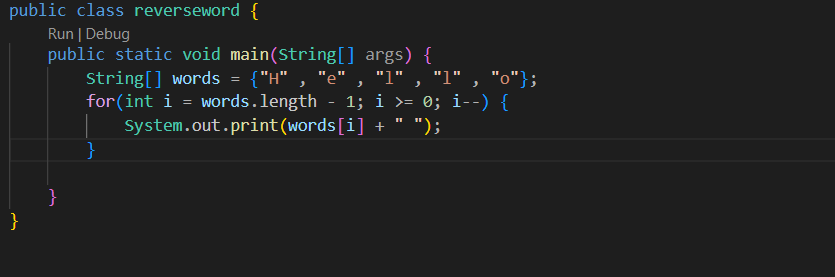 public class reverseword {
Run | Debug
public static void main(String[] args) {
String[] words = {"H" , "e" , "l" , "l" , "o"};
for(int i = words.length - 1; i >= 0; i--) {
System.out.print(words[i] + " ");
}
}
}